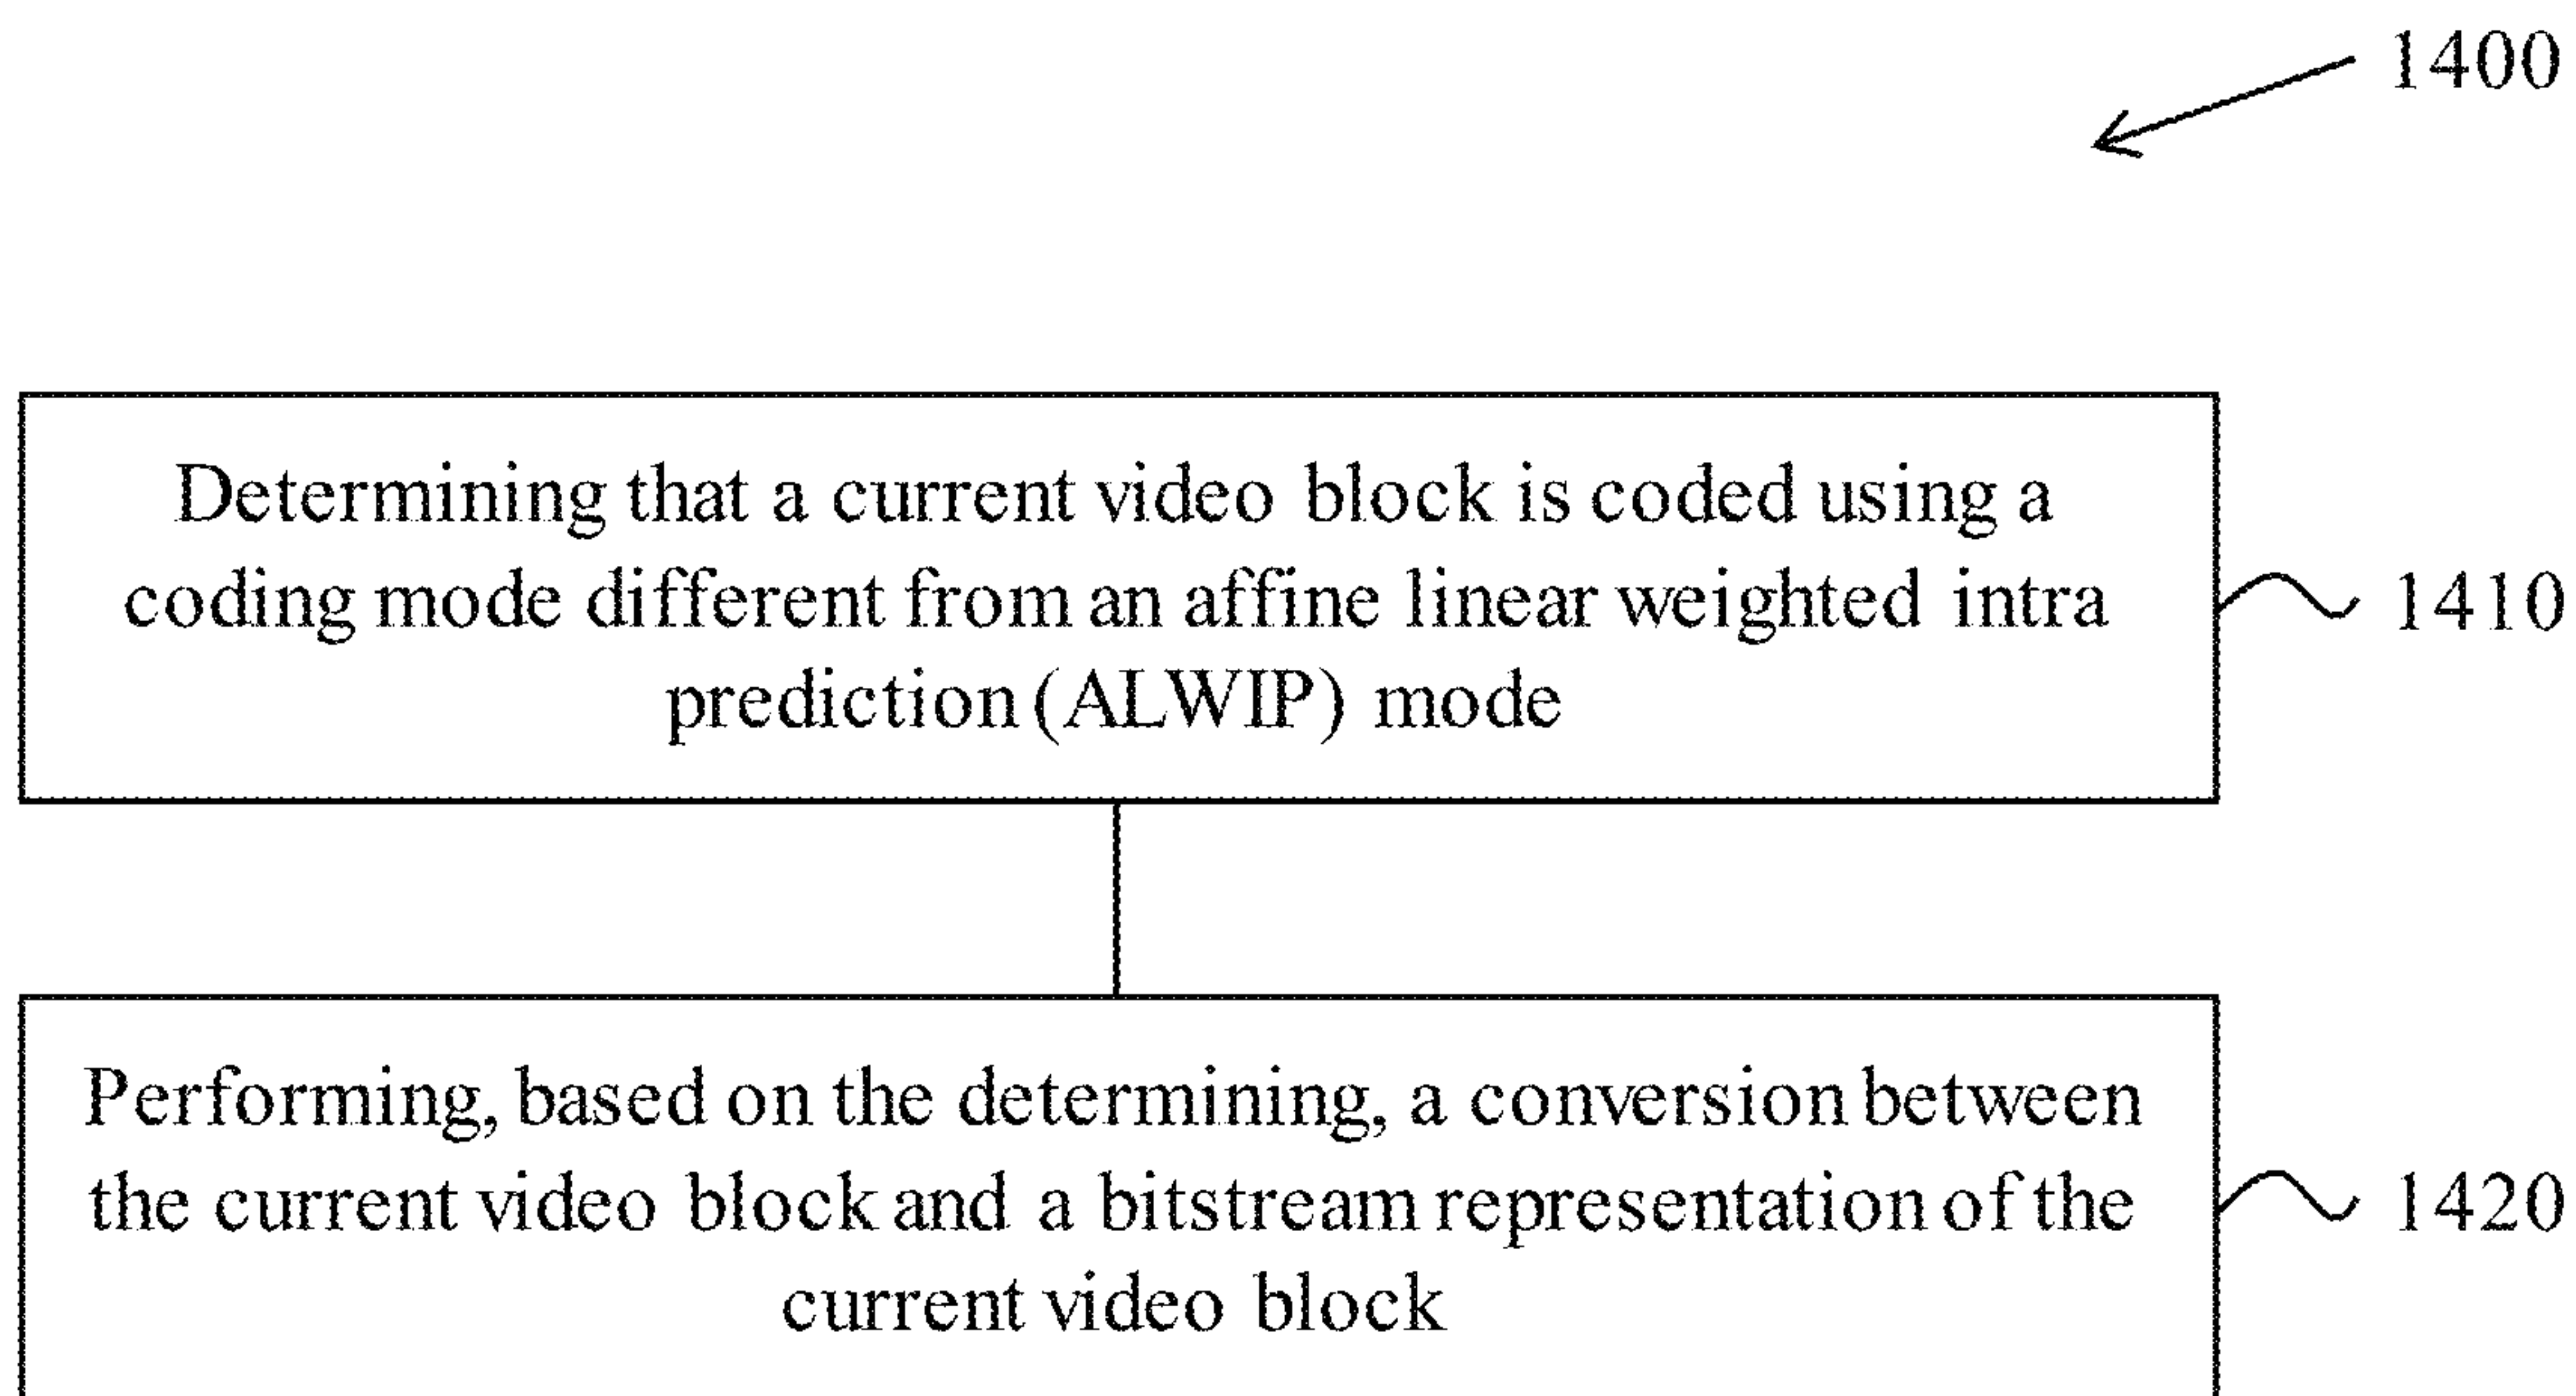 1400
Determining that a current video block is coded using a
coding mode different from an affine linear weighted intra
prediction (ALWIP) mode
1410
Performing, based on the determining, a conversion between
the current video block and a bitstream representation of the
current video block
1420